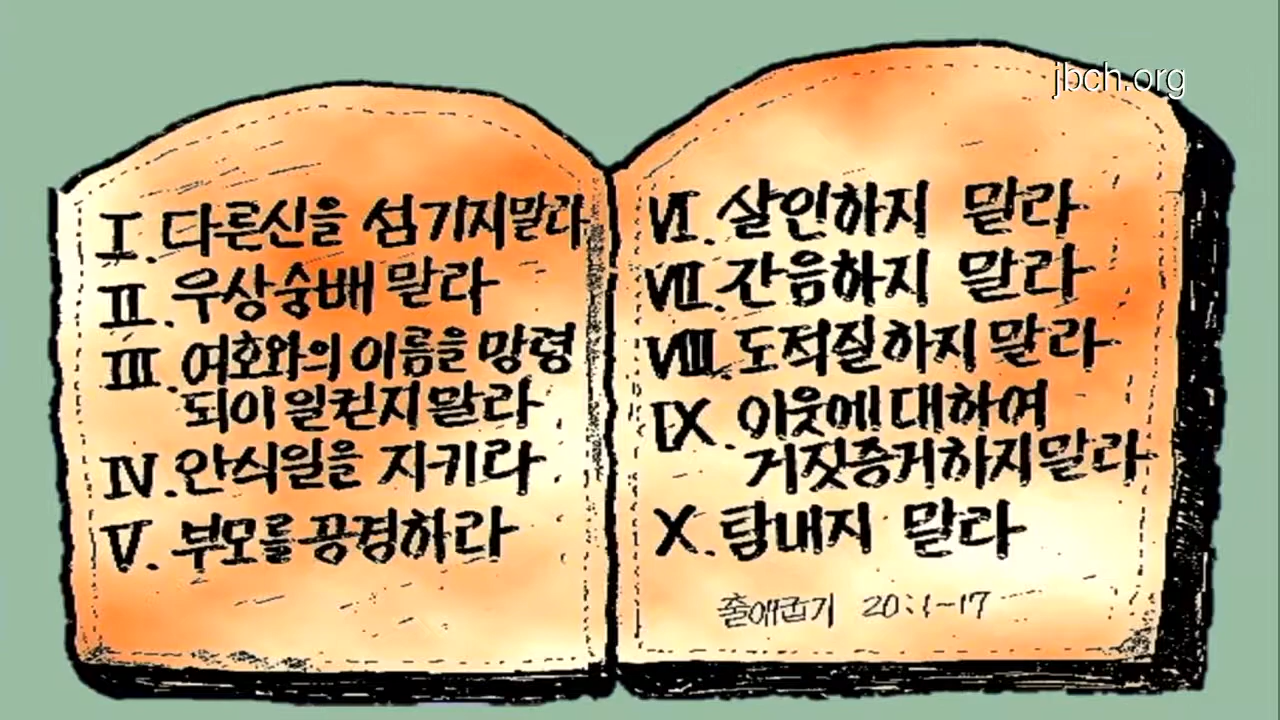 jbch.org
I. 다른신을 섬기지말라
II. 우상숭배 말라
III. 여호와의 이름을 망령
되이 일컫지 말라
IV. 안식일을 지키라
V. 부모를 공경하라
VI. 살인하지 말라
VII. 간음하지 말라
VIII. 도적질하지 말라
IX. 이웃에 대하여
거짓증거하지말라
X. 탐내지 말라
출애굽기 20:1-17